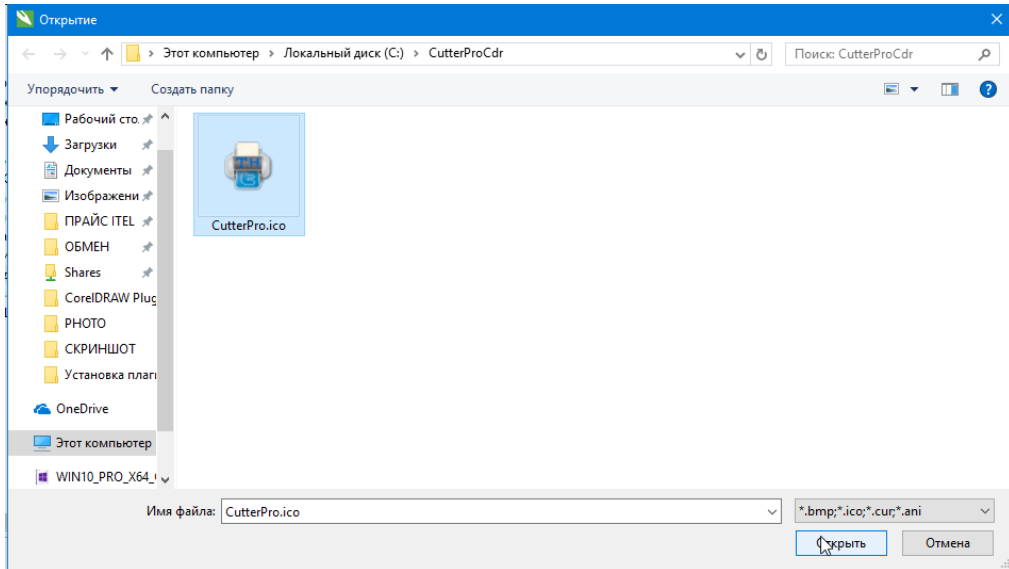 Открытие
Этот компьютер > Локальный диск (C:) > CutterProCdr
Поиск: CutterProCdr
Упорядочить
Создать папку
Рабочий сто
Загрузки
Документы
Изображени
ПРАЙС ITEL
ОБМЕН
Shares
CorelDRAW Plug
PHOTO
СКРИНШОТ
Установка плаги
OneDrive
Этот компьютер
WIN10_PRO_X64_
CutterPro.ico
Имя файла: CutterPro.ico
*.bmp;*.ico;*.cur;*.ani
Открыть
Отмена